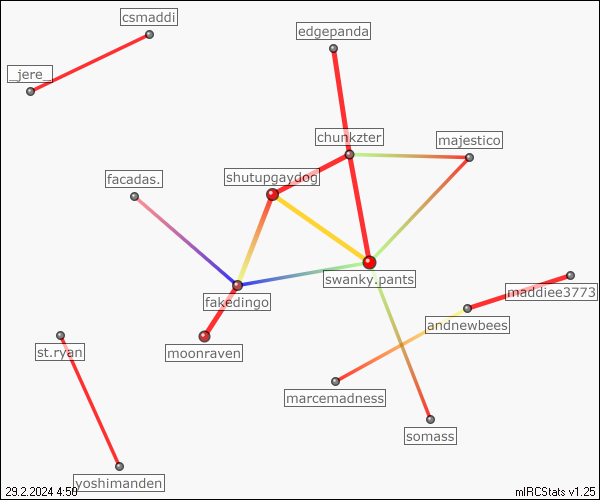 csmaddi
edgepanda
_jere_
chunkzter
majestico
facadas.
shutupgaydog
swanky.pants
maddiee3773
fakedingo
andnewbees
st.ryan
moonraven
marcemadness
somass
yoshimanden
29.2.2024 4:50
mIRCStats v1.25